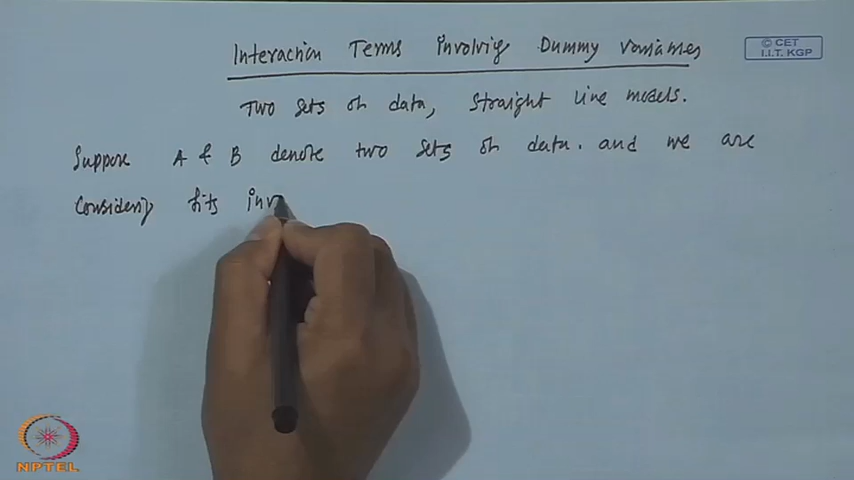 Interaction Terms involving Dummy variables
© CET
I.I.T. KGP
Two sets of data, straight line models.
Suppose A & B denote two sets of data. and we are
considering fits inv
NPTEL